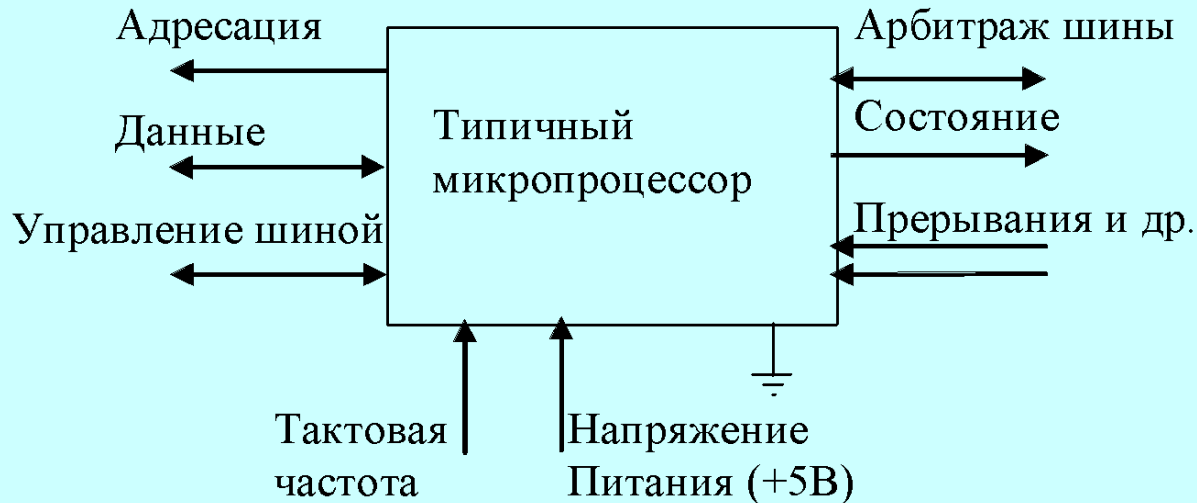 Адресация
Данные
Управление шиной
Типичный
микропроцессор
Арбитраж шины
Состояние
Прерывания и др.
Тактовая
частота
Напряжение
Питания (+5В)